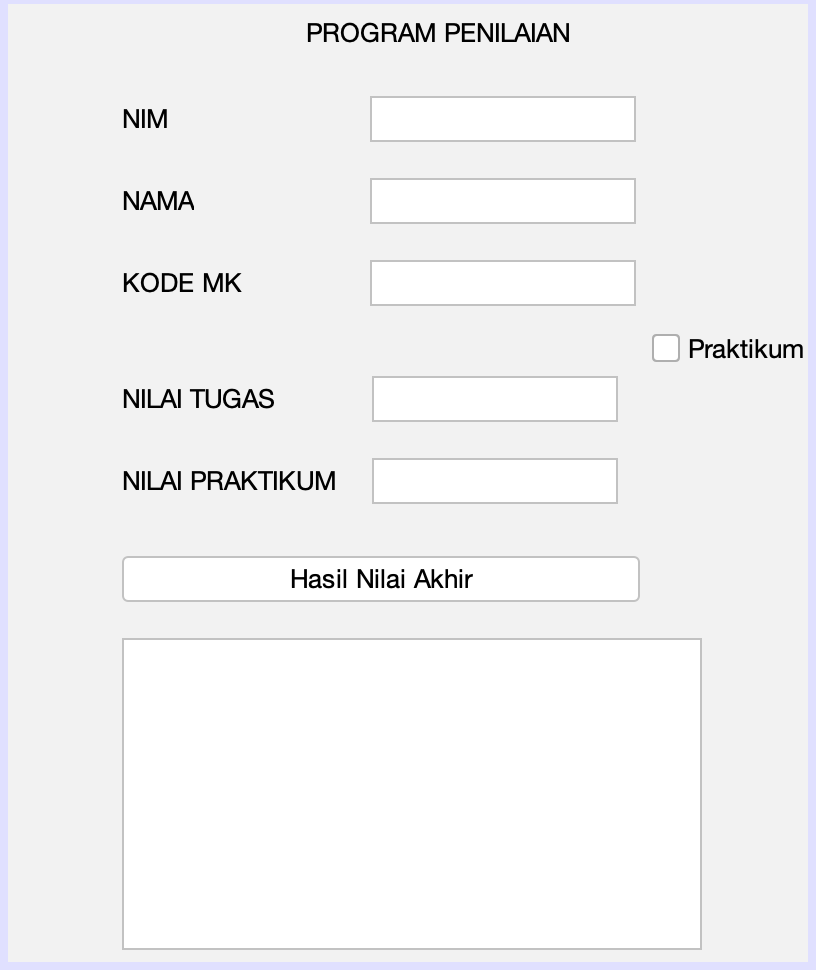 PROGRAM PENILAIAN
NIM
NAMA
KODE MK
Praktikum
NILAI TUGAS
NILAI PRAKTIKUM
Hasil Nilai Akhir